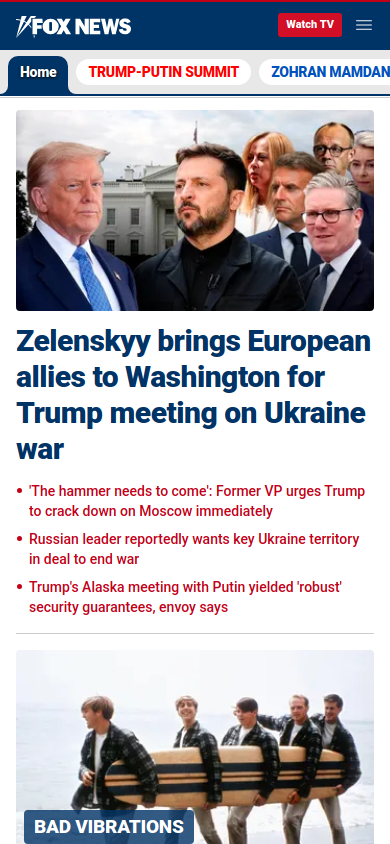 FOX NEWS
Watch TV
Home
TRUMP-PUTIN SUMMIT
ZOHRAN MAMDAN
Zelenskyy brings European
allies to Washington for
Trump meeting on Ukraine
war
'The hammer needs to come': Former VP urges Trump
to crack down on Moscow immediately
Russian leader reportedly wants key Ukraine territory
in deal to end war
Trump's Alaska meeting with Putin yielded 'robust'
security guarantees, envoy says
BAD VIBRATIONS